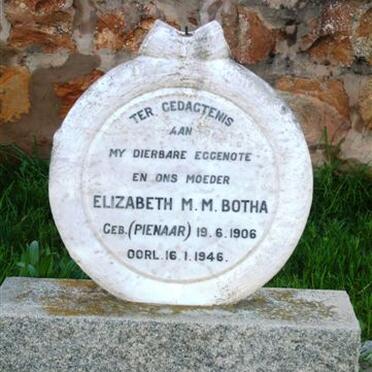 TER GEDAGTENIS
AAN
MY DIERBARE EGGENOTE
EN ONS MOEDER
ELIZABETH M. M. BOTHA
GEB. (PIENAAR) 19. 6. 1906
OORL. 16. 1. 1946.